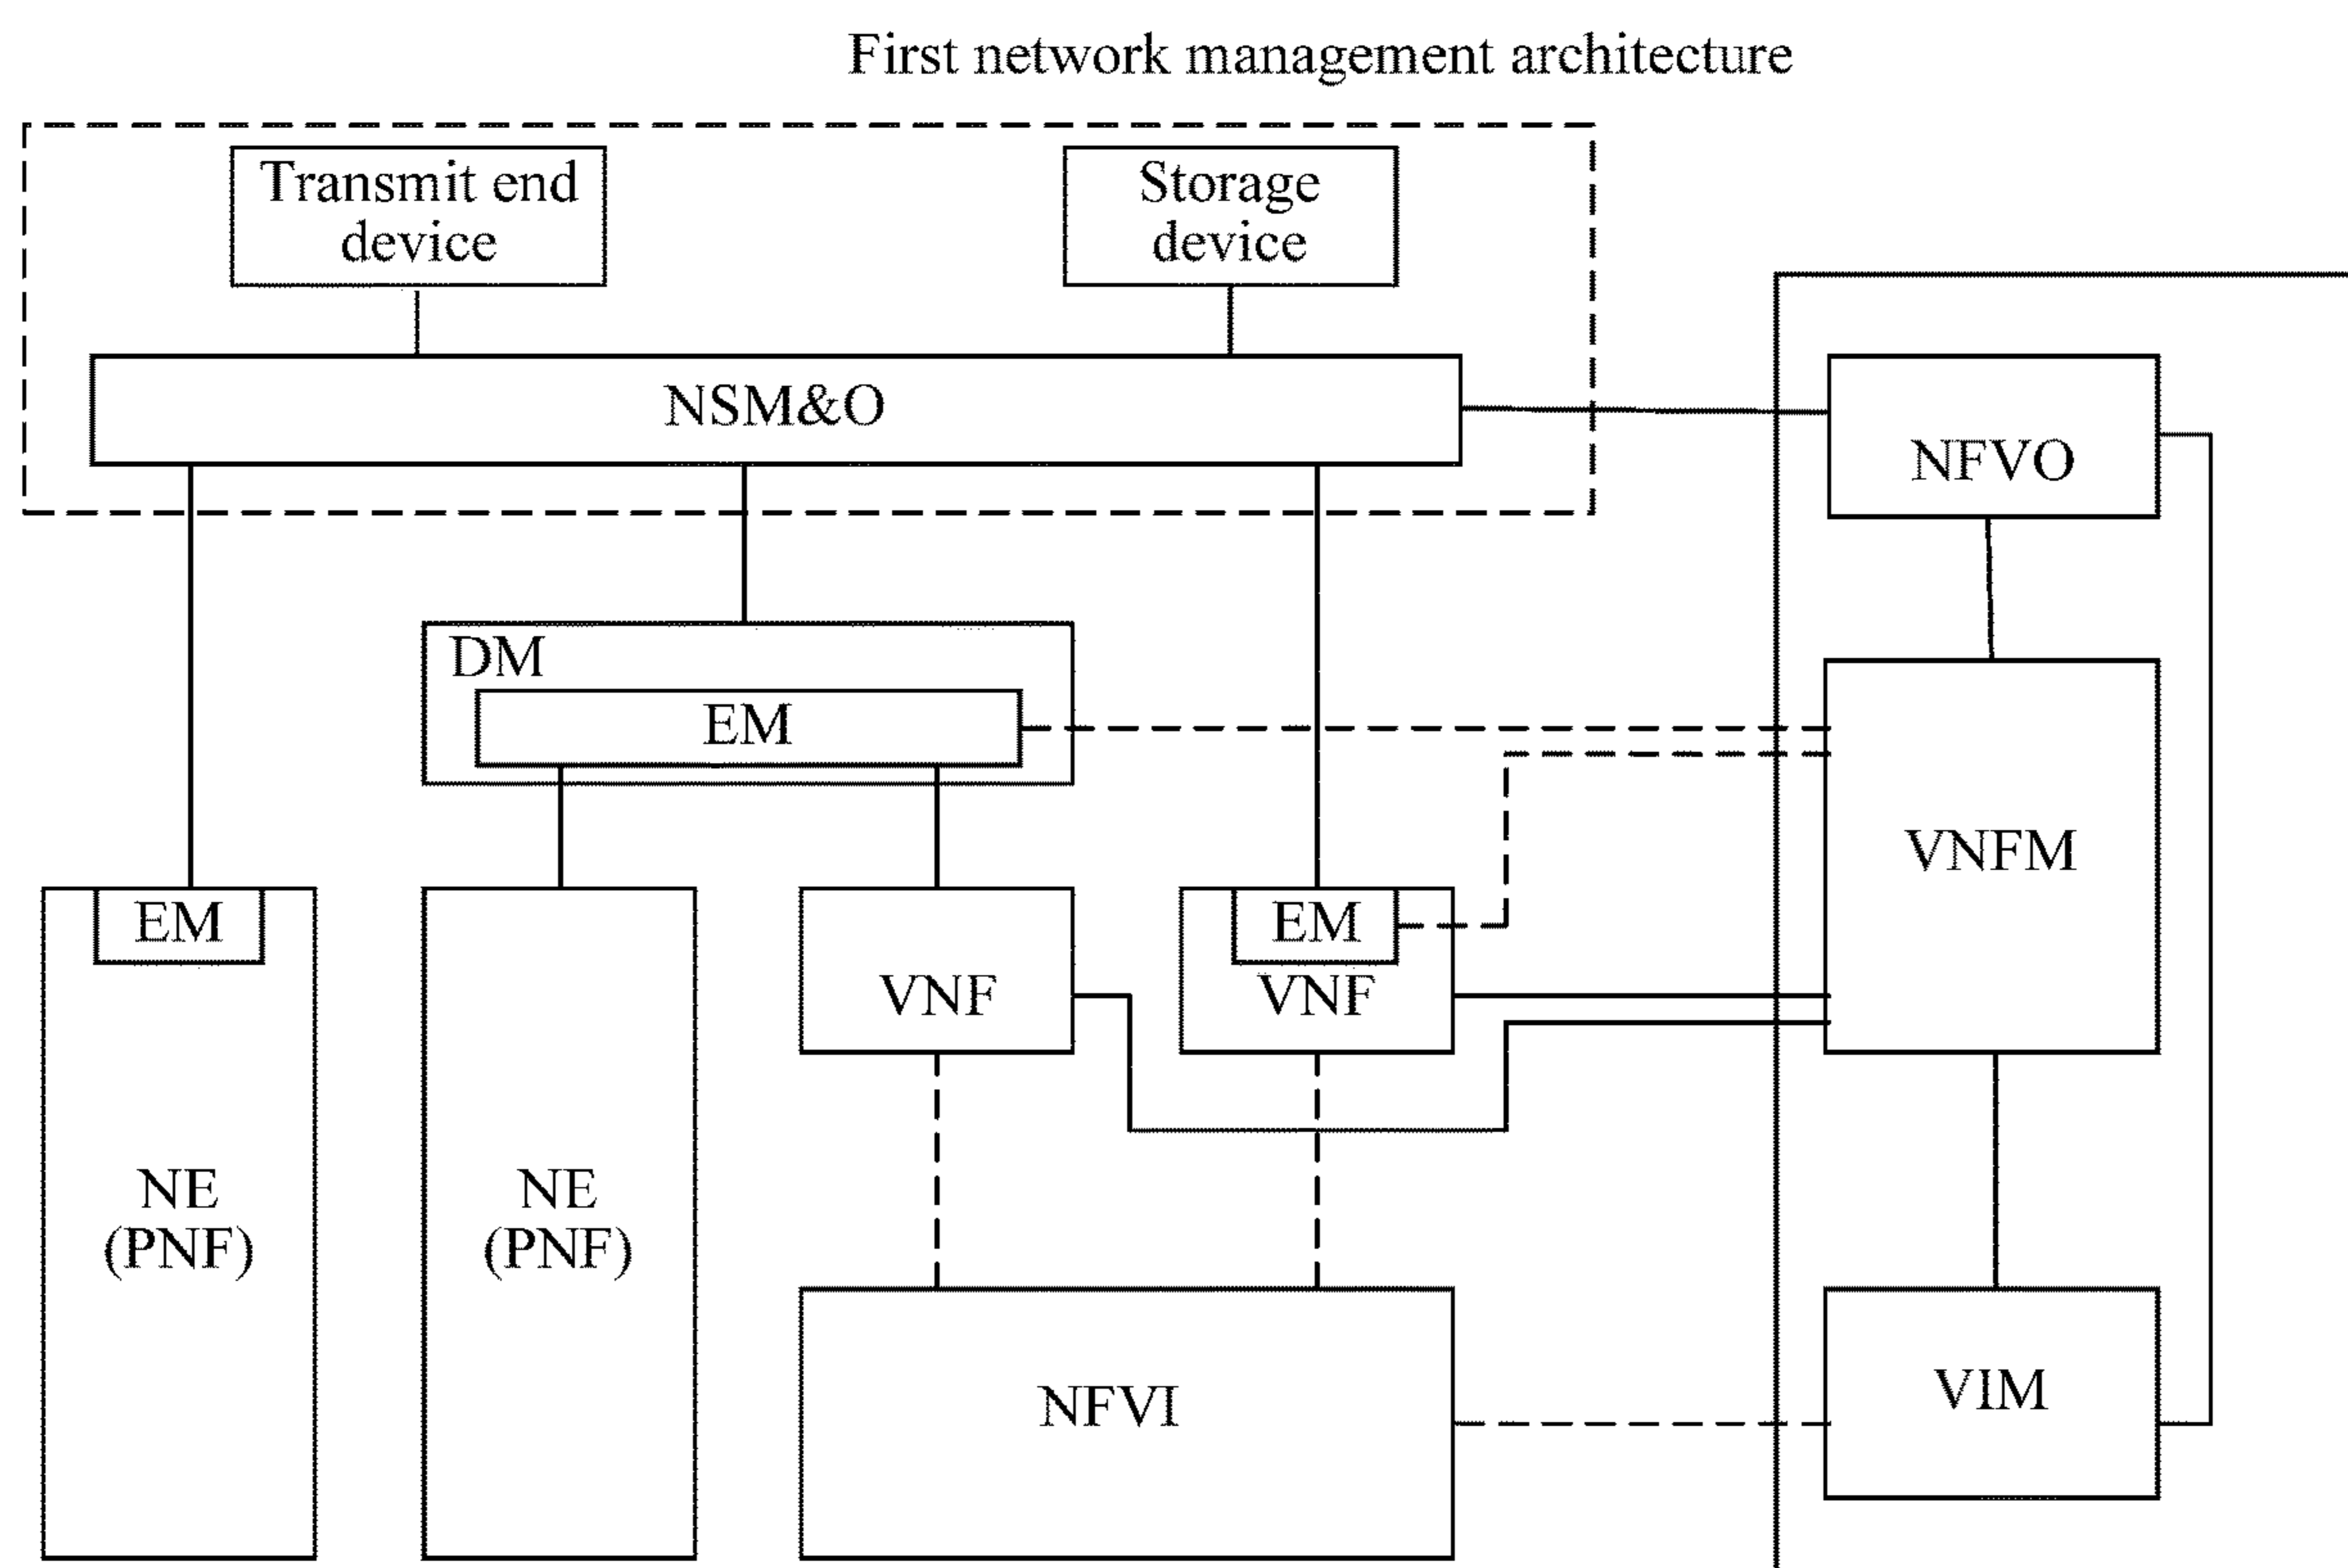 First network management architecture
Transmit end
device
Storage
device
NSM&O
NFVO
DM
EM
VNFM
EM
EM
VNF
VNF
NE
(PNF)
NE
(PNF)
NFVI
VIM